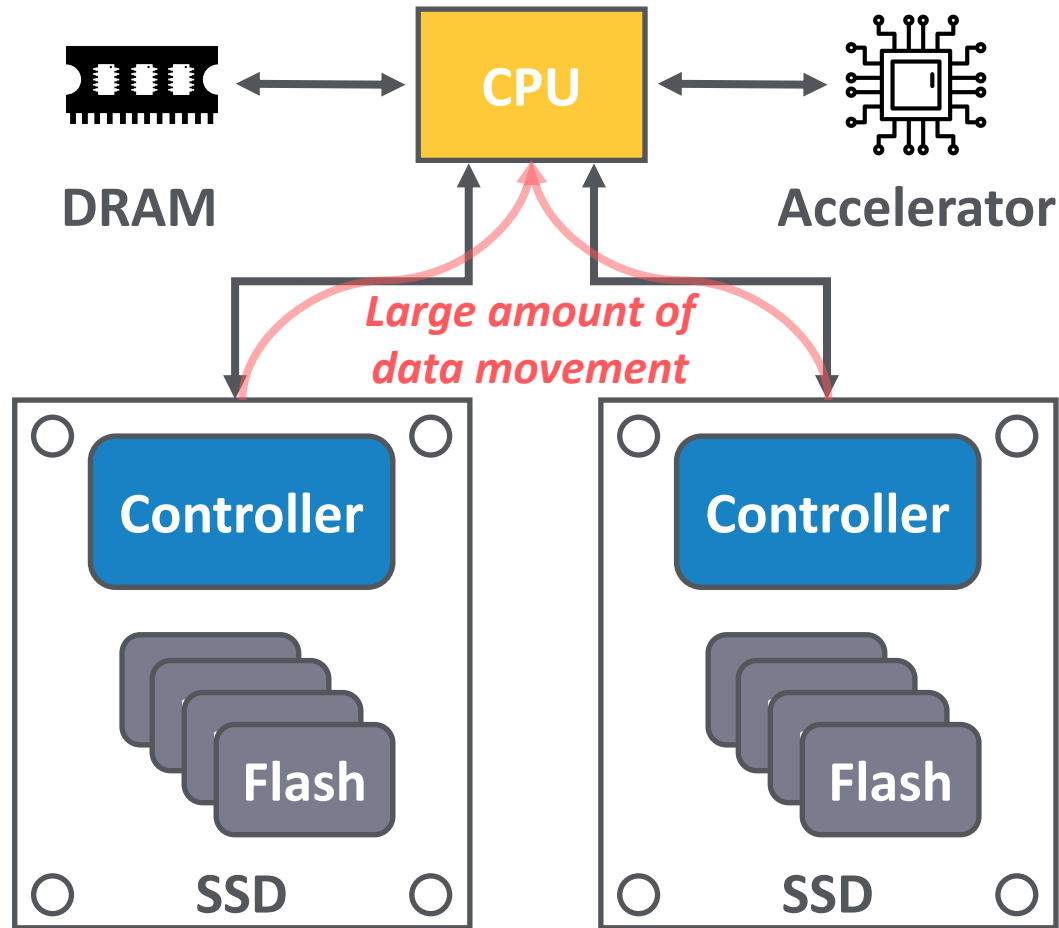 CPU
DRAM
Accelerator
Large amount of
data movement
Controller
Controller
Flash
Flash
SSD
SSD